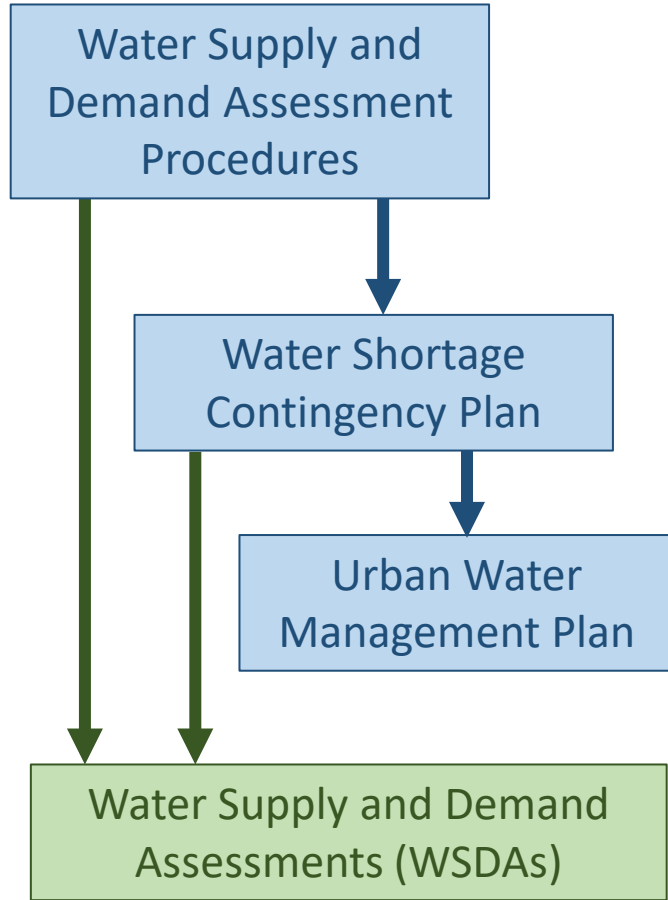 Water Supply and
Demand Assessment
Procedures
Water Shortage
Contingency Plan
Urban Water
Management Plan
Water Supply and Demand
Assessments (WSDAs)